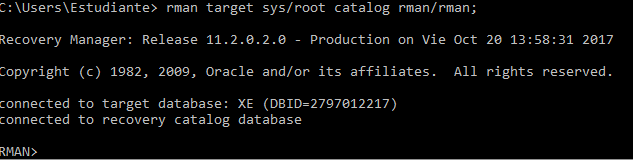 C:\Users\Estudiante> rman target sys/root catalog rman/rman;
Recovery Manager: Release 11.2.0.2.0 - Production on Vie Oct 20 13:58:31 2017
Copyright (c) 1982, 2009, Oracle and/or its affiliates.  All rights reserved.
connected to target database: XE (DBID=2797012217)
connected to recovery catalog database
RMAN>